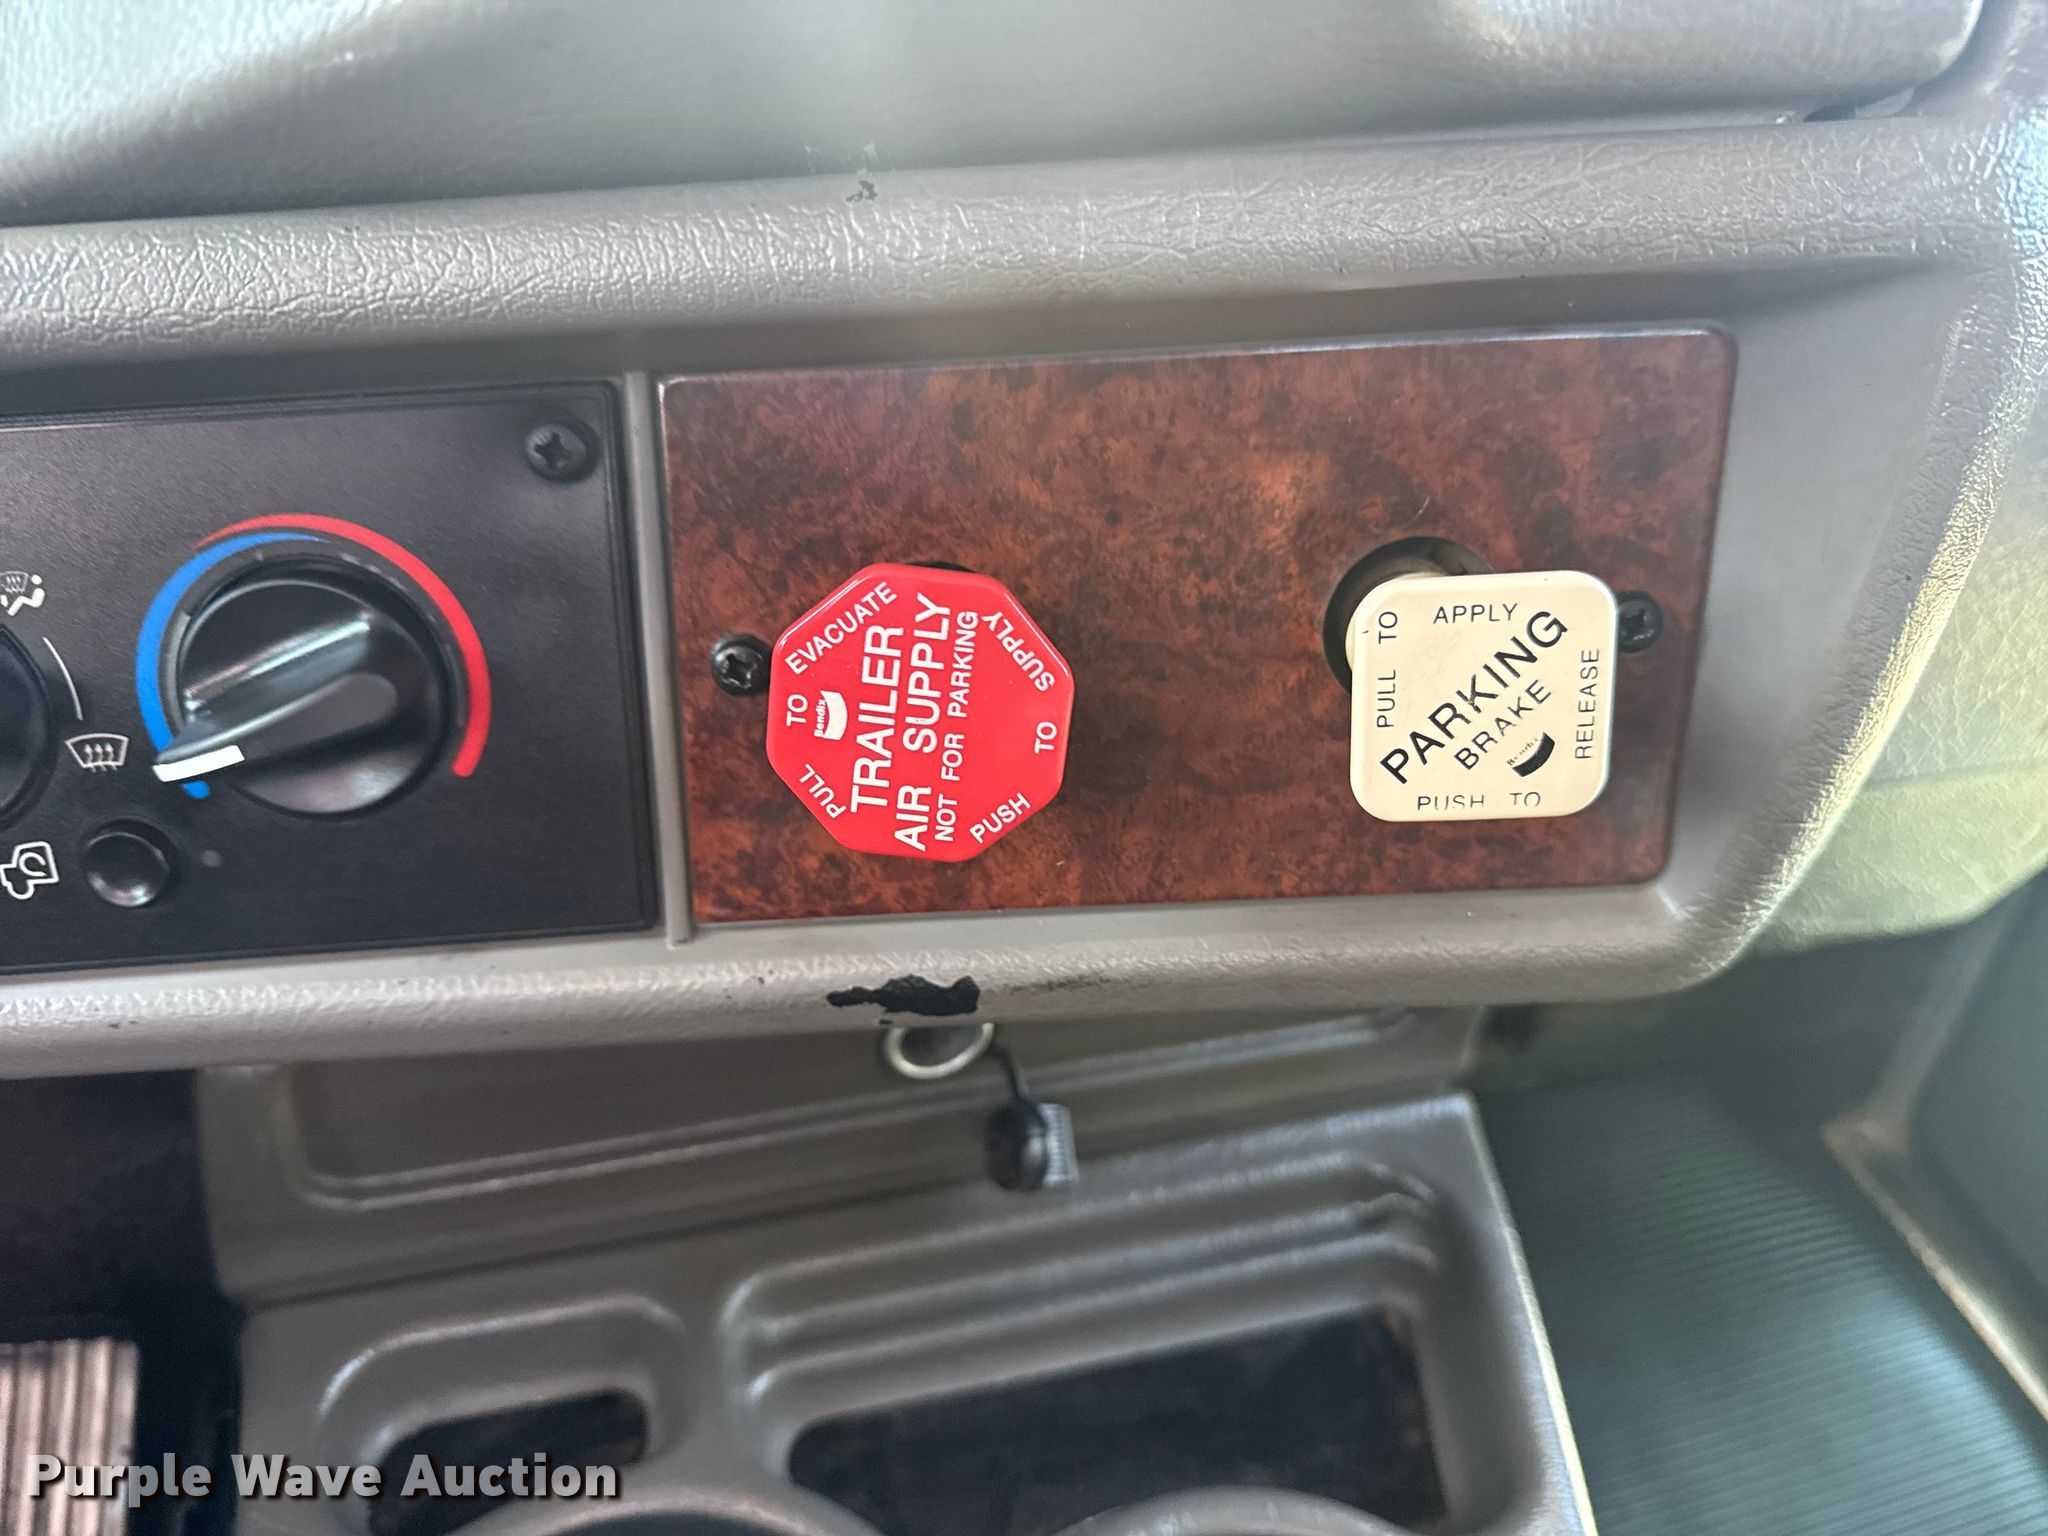 PULL TO EVACUATE
Bendix
TRAILER
AIR SUPPLY
NOT FOR PARKING
PUSH TO SUPPLY
PULL TO APPLY
PARKING
BRAKE
Bendix
PUSH TO RELEASE
Purple Wave Auction